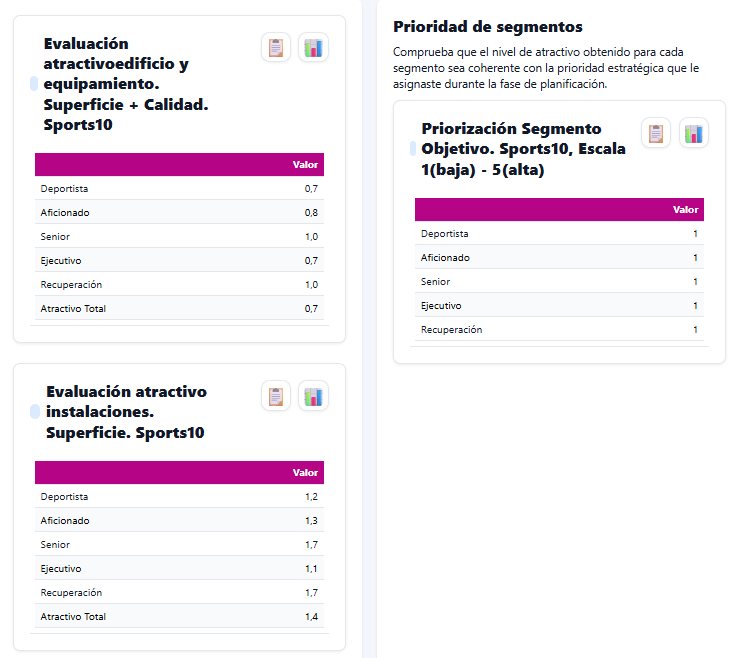 Evaluación
atractivoedificio y
equipamiento.
Superficie + Calidad.
Sports10
Valor
Deportista 0,7
Aficionado 0,8
Senior 1,0
Ejecutivo 0,7
Recuperación 1,0
Atractivo Total 0,7
Evaluación atractivo
instalaciones.
Superficie. Sports10
Valor
Deportista 1,2
Aficionado 1,3
Senior 1,7
Ejecutivo 1,1
Recuperación 1,7
Atractivo Total 1,4
Prioridad de segmentos
Comprueba que el nivel de atractivo obtenido para cada
segmento sea coherente con la prioridad estratégica que le
asignaste durante la fase de planificación.
Priorización Segmento
Objetivo. Sports10, Escala
1(baja) - 5(alta)
Valor
Deportista 1
Aficionado 1
Senior 1
Ejecutivo 1
Recuperación 1